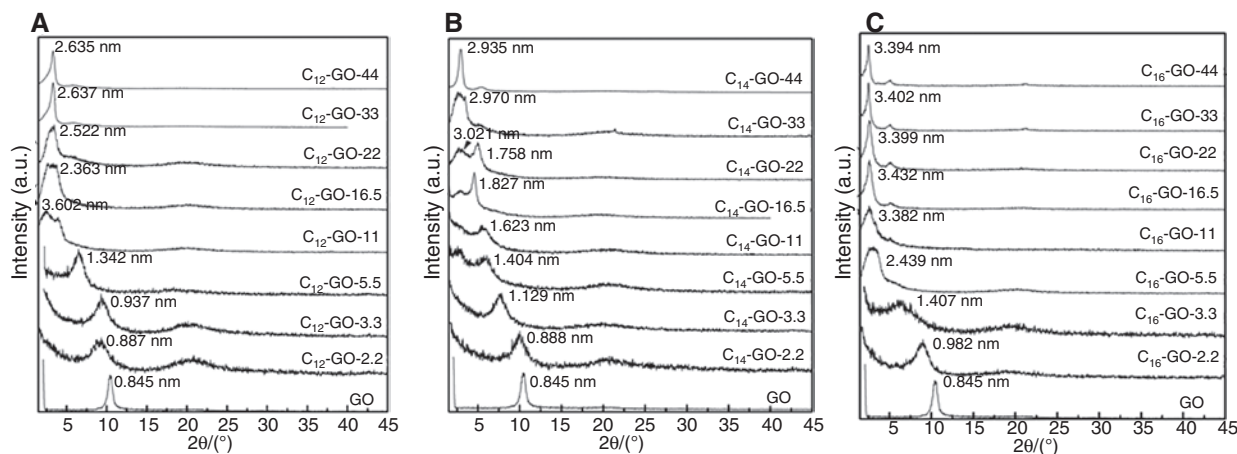 A
Intensity (a.u.)
2.635 nm
C₁₂-GO-44
2.637 nm
C₁₂-GO-33
2.522 nm
C₁₂-GO-22
2.363 nm
C₁₂-GO-16.5
3.602 nm
C₁₂-GO-11
1.342 nm
C₁₂-GO-5.5
0.937 nm
C₁₂-GO-3.3
0.887 nm
C₁₂-GO-2.2
0.845 nm
GO
5 10 15 20 25 30 35 40 45
2θ/(°)
B
Intensity (a.u.)
2.935 nm
C₁₄-GO-44
2.970 nm
C₁₄-GO-33
3.021 nm
1.758 nm
C₁₄-GO-22
1.827 nm
C₁₄-GO-16.5
1.623 nm
C₁₄-GO-11
1.404 nm
C₁₄-GO-5.5
1.129 nm
C₁₄-GO-3.3
0.888 nm
C₁₄-GO-2.2
0.845 nm
GO
5 10 15 20 25 30 35 40 45
2θ/(°)
C
Intensity (a.u.)
3.394 nm
C₁₆-GO-44
3.402 nm
C₁₆-GO-33
3.399 nm
C₁₆-GO-22
3.432 nm
C₁₆-GO-16.5
3.382 nm
C₁₆-GO-11
2.439 nm
C₁₆-GO-5.5
1.407 nm
C₁₆-GO-3.3
0.982 nm
C₁₆-GO-2.2
0.845 nm
GO
5 10 15 20 25 30 35 40 45
2θ/(°)